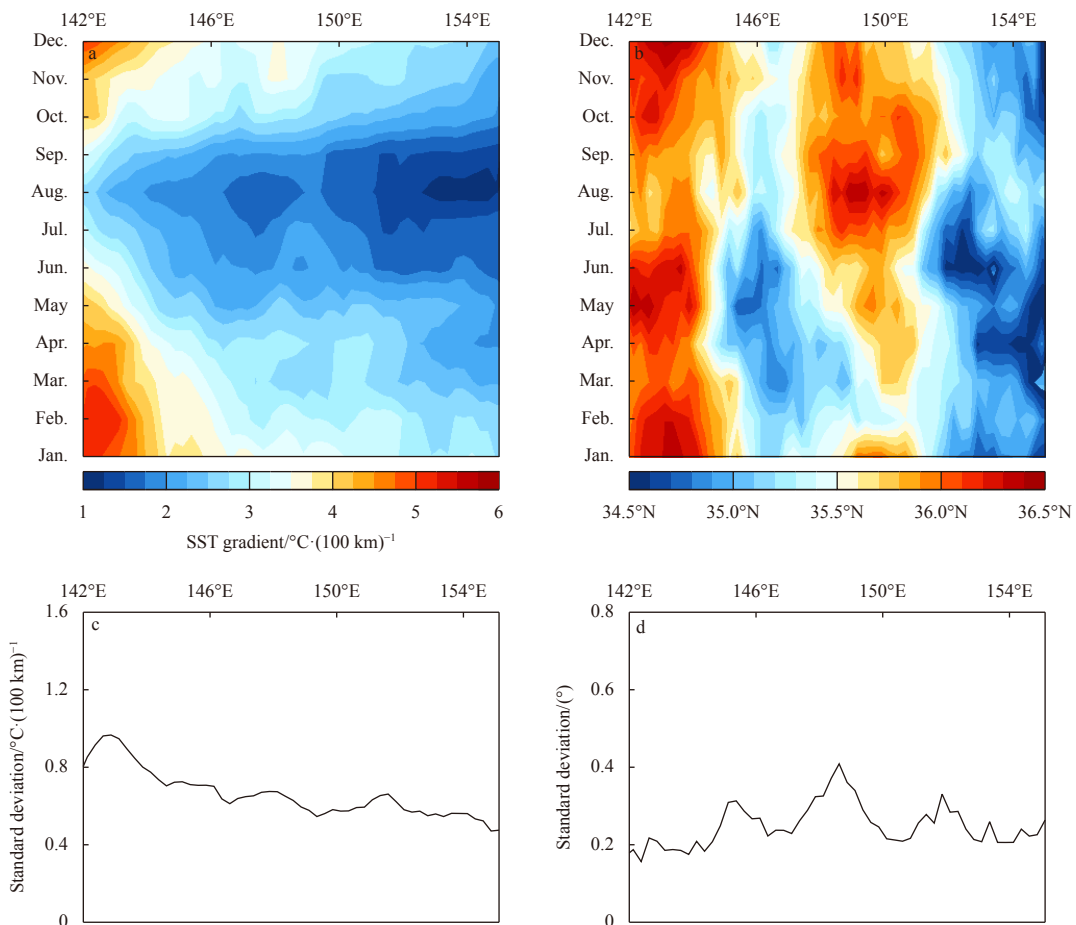 142°E 146°E 150°E 154°E
a
Dec.
Nov.
Oct.
Sep.
Aug.
Jul.
Jun.
May
Apr.
Mar.
Feb.
Jan.
1 2 3 4 5 6
SST gradient/°C·(100 km)⁻¹
142°E 146°E 150°E 154°E
b
Dec.
Nov.
Oct.
Sep.
Aug.
Jul.
Jun.
May
Apr.
Mar.
Feb.
Jan.
34.5°N 35.0°N 35.5°N 36.0°N 36.5°N
142°E 146°E 150°E 154°E
c
1.6
1.2
0.8
0.4
0
Standard deviation/°C·(100 km)⁻¹
142°E 146°E 150°E 154°E
d
0.8
0.6
0.4
0.2
0
Standard deviation/(°)